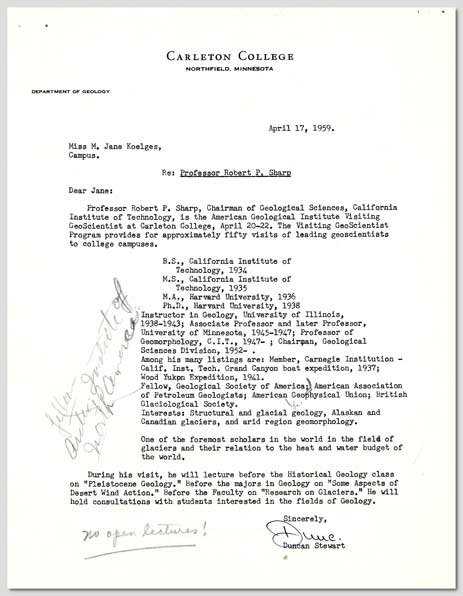 CARLETON COLLEGE
NORTHFIELD, MINNESOTA
DEPARTMENT OF GEOLOGY
April 17, 1959.
Miss M. Jane Koelges,
Campus.
Re: Professor Robert P. Sharp
Dear Jane:
Professor Robert P. Sharp, Chairman of Geological Sciences, California
Institute of Technology, is the American Geological Institute Visiting
GeoScientist at Carleton College, April 20-22. The Visiting GeoScientist
Program provides for approximately fifty visits of leading geoscientists
to college campuses.
B.S., California Institute of
Technology, 1934
M.S., California Institute of
Technology, 1935
M.A., Harvard University, 1936
Ph.D., Harvard University, 1938
Instructor in Geology, University of Illinois,
1938-1943; Associate Professor and later Professor,
University of Minnesota, 1945-1947; Professor of
Geomorphology, C.I.T., 1947- ; Chairman, Geological
Sciences Division, 1952- .
Among his many listings are: Member, Carnegie Institution -
Calif. Inst. Tech. Grand Canyon boat expedition, 1937;
Wood Yukon Expedition, 1941.
Fellow, Geological Society of America; American Association
of Petroleum Geologists; American Geophysical Union; British
Glaciological Society.
Interests: Structural and glacial geology, Alaskan and
Canadian glaciers, and arid region geomorphology.
One of the foremost scholars in the world in the field of
glaciers and their relation to the heat and water budget of
the world.
Fellow
Institute of
During his visit, he will lecture before the Historical Geology class
on "Pleistocene Geology." Before the majors in Geology on "Some Aspects of
Desert Wind Action." Before the Faculty on "Research on Glaciers." He will
hold consultations with students interested in the fields of Geology.
no open lectures!
Sincerely,
Dunc.
Duncan Stewart